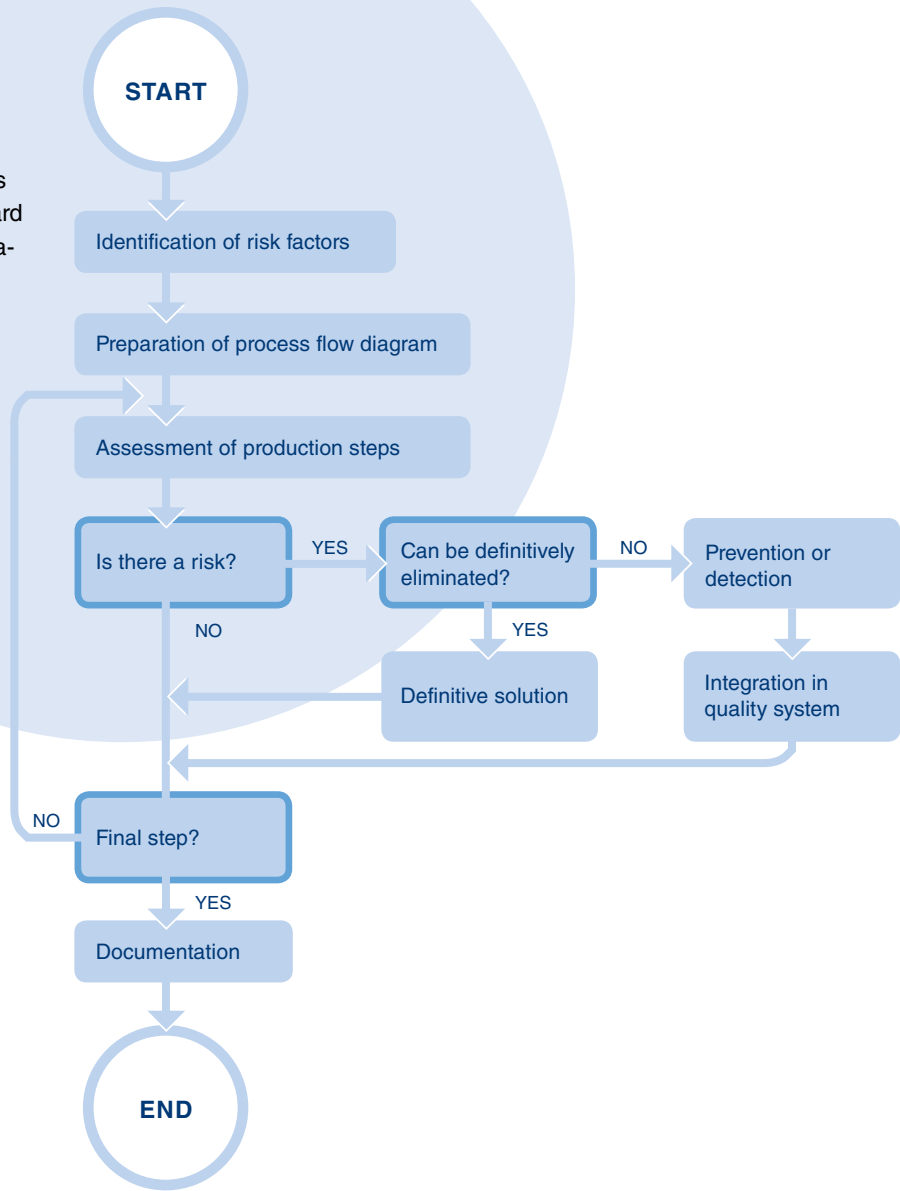 START
s
ard
a-
Identification of risk factors
Preparation of process flow diagram
Assessment of production steps
Is there a risk?
YES
Can be definitively
eliminated?
NO
Prevention or
detection
NO
YES
Definitive solution
Integration in
quality system
NO
Final step?
YES
Documentation
END